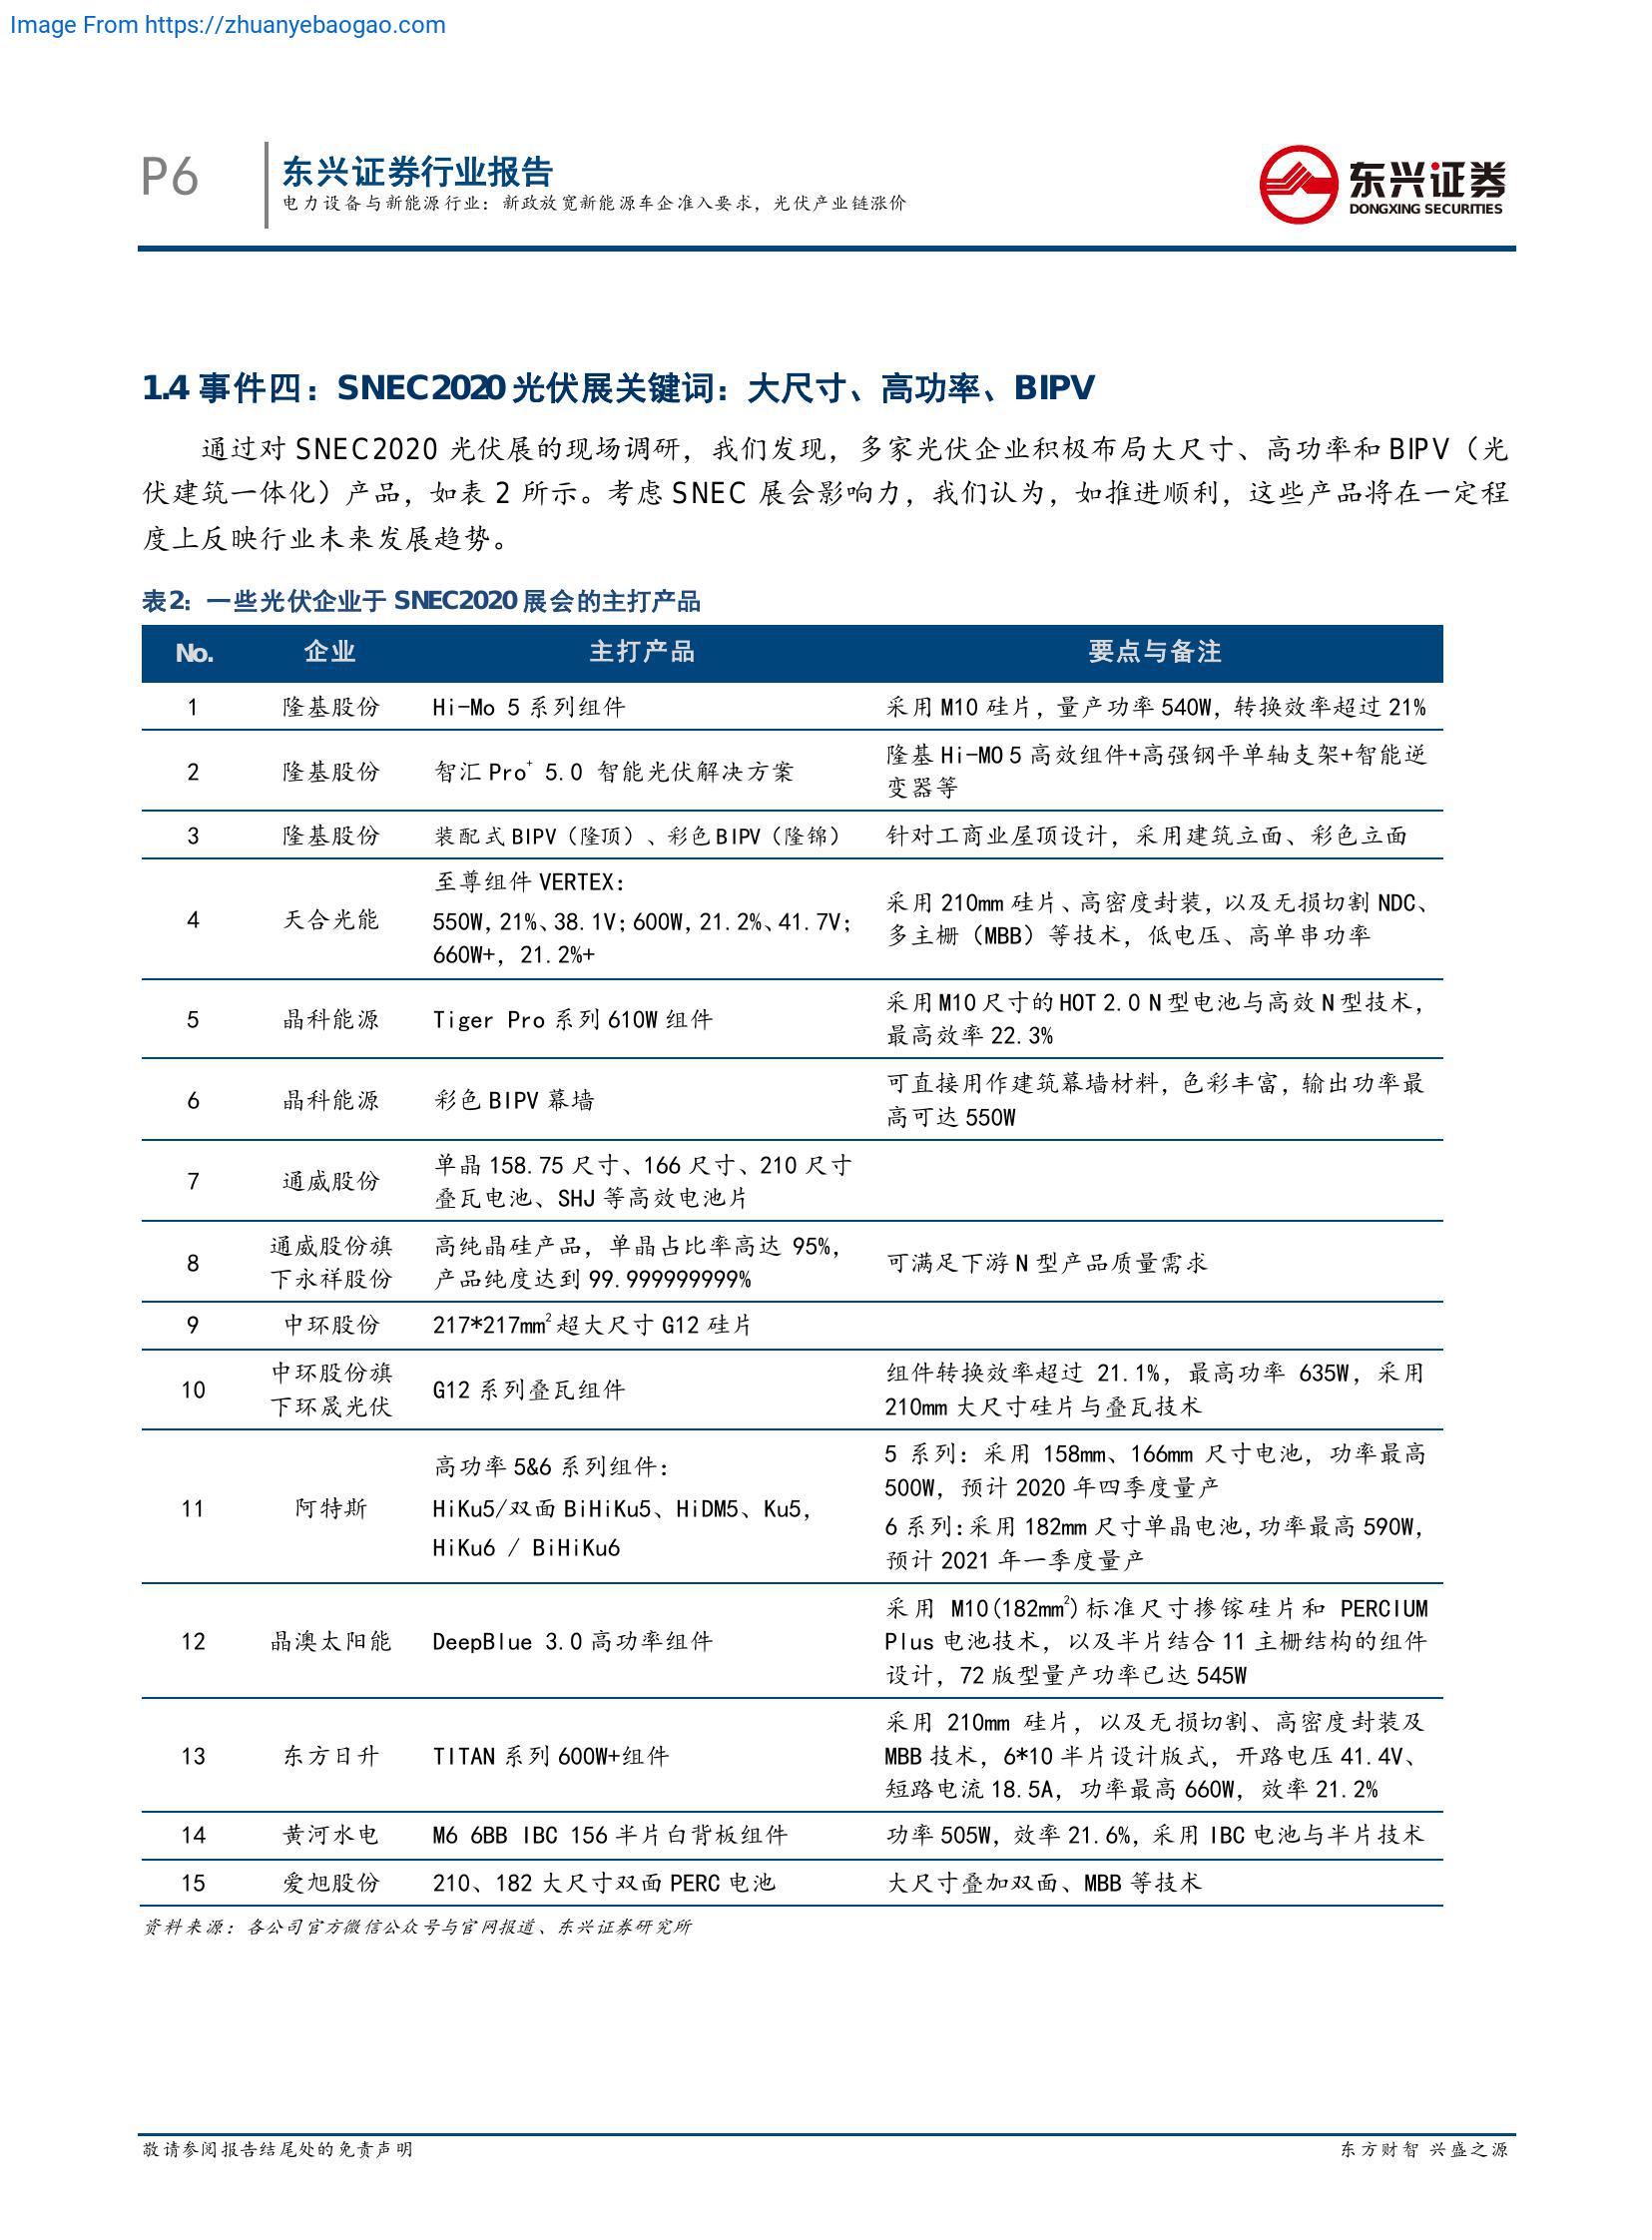 Image From https://zhuanyebaogao.com
P6
东兴证券行业报告
电力设备与新能源行业：新政放宽新能源车企准入要求，光伏产业链涨价
东兴证券
DONGXING SECURITIES
1.4 事件四：SNEC2020 光伏展关键词：大尺寸、高功率、BIPV
通过对 SNEC2020 光伏展的现场调研，我们发现，多家光伏企业积极布局大尺寸、高功率和 BIPV（光
伏建筑一体化）产品，如表 2 所示。考虑 SNEC 展会影响力，我们认为，如推进顺利，这些产品将在一定程
度上反映行业未来发展趋势。
表2：一些光伏企业于 SNEC2020 展会的主打产品
No. 企业 主打产品 要点与备注
1 隆基股份 Hi-Mo 5 系列组件 采用 M10 硅片，量产功率 540W，转换效率超过 21%
2 隆基股份 智汇 Pro⁺ 5.0 智能光伏解决方案 隆基 Hi-MO 5 高效组件+高强钢平单轴支架+智能逆
变器等
3 隆基股份 装配式 BIPV（隆顶）、彩色 BIPV（隆锦） 针对工商业屋顶设计，采用建筑立面、彩色立面
4 天合光能 至尊组件 VERTEX：
550W，21%、38.1V；600W，21.2%、41.7V；
660W+，21.2%+
采用 210mm 硅片、高密度封装，以及无损切割 NDC、
多主栅（MBB）等技术，低电压、高单串功率
5 晶科能源 Tiger Pro 系列 610W 组件 采用 M10 尺寸的 HOT 2.0 N 型电池与高效 N 型技术，
最高效率 22.3%
6 晶科能源 彩色 BIPV 幕墙 可直接用作建筑幕墙材料，色彩丰富，输出功率最
高可达 550W
7 通威股份 单晶 158.75 尺寸、166 尺寸、210 尺寸
叠瓦电池、SHJ 等高效电池片
8 通威股份旗
下永祥股份
高纯晶硅产品，单晶占比率高达 95%，
产品纯度达到 99.999999999%
可满足下游 N 型产品质量需求
9 中环股份 217*217mm² 超大尺寸 G12 硅片
10 中环股份旗
下环晟光伏
G12 系列叠瓦组件
组件转换效率超过 21.1%，最高功率 635W，采用
210mm 大尺寸硅片与叠瓦技术
11 阿特斯 高功率 5&6 系列组件：
HiKu5/双面 BiHiKu5、HiDM5、Ku5，
HiKu6 / BiHiKu6
5 系列：采用 158mm、166mm 尺寸电池，功率最高
500W，预计 2020 年四季度量产
6 系列：采用 182mm 尺寸单晶电池，功率最高 590W，
预计 2021 年一季度量产
12 晶澳太阳能 DeepBlue 3.0 高功率组件 采用 M10(182mm²)标准尺寸掺镓硅片和 PERCIUM
Plus 电池技术，以及半片结合 11 主栅结构的组件
设计，72 版型量产功率已达 545W
13 东方日升 TITAN 系列 600W+组件 采用 210mm 硅片，以及无损切割、高密度封装及
MBB 技术，6*10 半片设计版式，开路电压 41.4V、
短路电流 18.5A，功率最高 660W，效率 21.2%
14 黄河水电 M6 6BB IBC 156 半片白背板组件 功率 505W，效率 21.6%，采用 IBC 电池与半片技术
15 爱旭股份 210、182 大尺寸双面 PERC 电池 大尺寸叠加双面、MBB 等技术
资料来源：各公司官方微信公众号与官网报道、东兴证券研究所
敬请参阅报告结尾处的免责声明 东方财智 兴盛之源